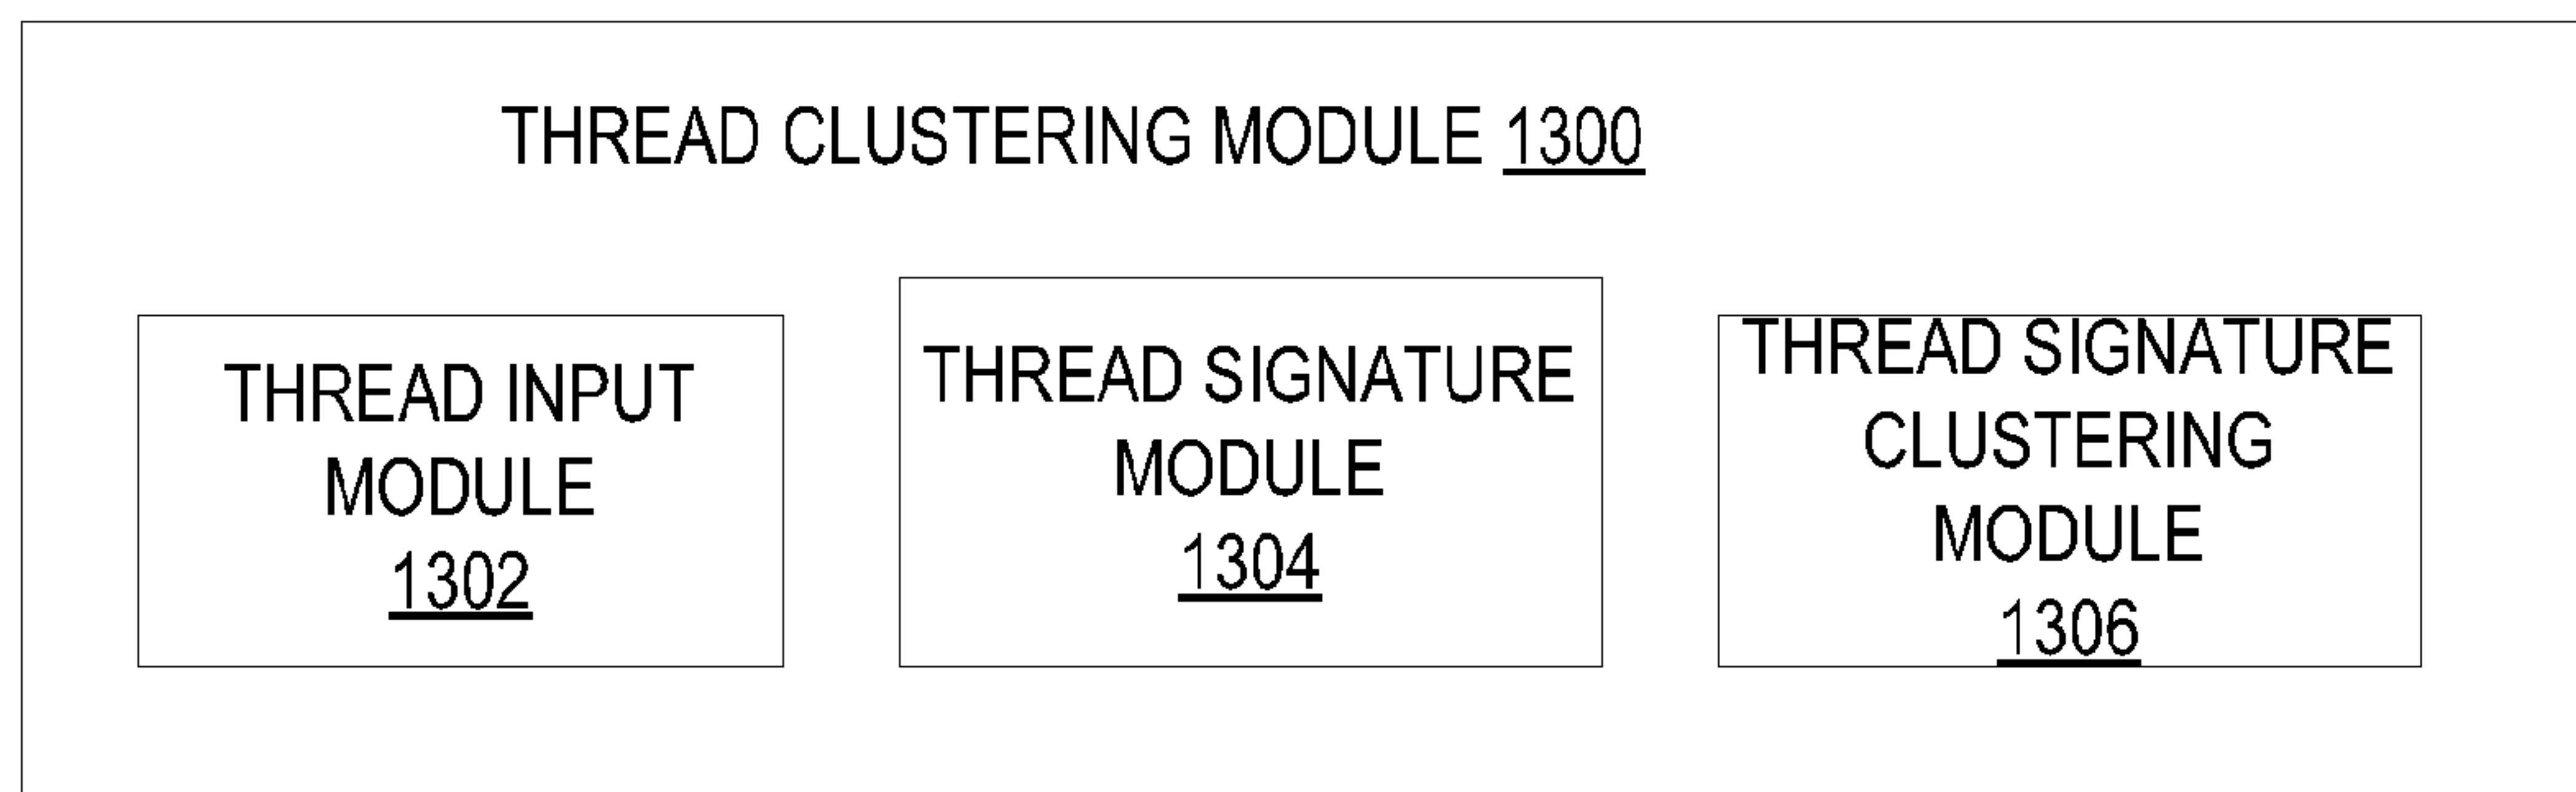 THREAD CLUSTERING MODULE 1300
THREAD INPUT
MODULE
1302
THREAD SIGNATURE
MODULE
1304
THREAD SIGNATURE
CLUSTERING
MODULE
1306